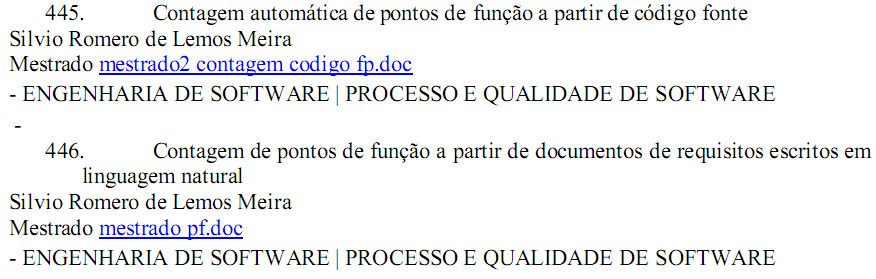 445. Contagem automática de pontos de função a partir de código fonte
Silvio Romero de Lemos Meira
Mestrado mestrado2 contagem codigo fp.doc
- ENGENHARIA DE SOFTWARE | PROCESSO E QUALIDADE DE SOFTWARE
-
446. Contagem de pontos de função a partir de documentos de requisitos escritos em
linguagem natural
Silvio Romero de Lemos Meira
Mestrado mestrado pf.doc
- ENGENHARIA DE SOFTWARE | PROCESSO E QUALIDADE DE SOFTWARE